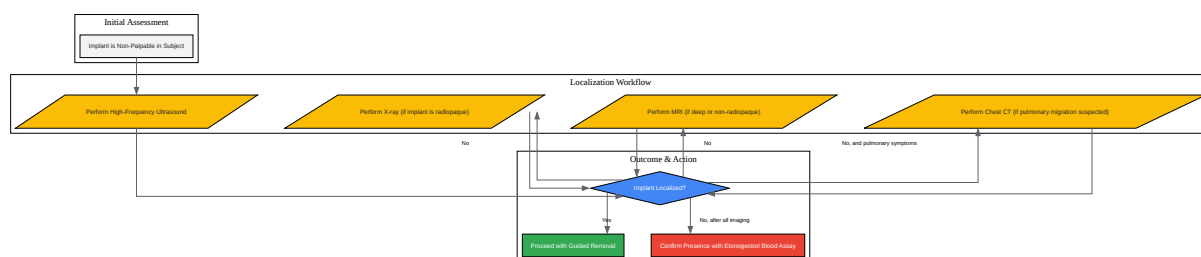 Initial Assessment
Implant is Non-Palpable in Subject
Localization Workflow
Perform High-Frequency Ultrasound
Perform X-ray (if implant is radiopaque)
Perform MRI (if deep or non-radiopaque)
Perform Chest CT (if pulmonary migration suspected)
No
No
No, and pulmonary symptoms
Outcome & Action
Implant Localized?
Yes
No, after all imaging
Proceed with Guided Removal
Confirm Presence with Etonogestrel Blood Assay